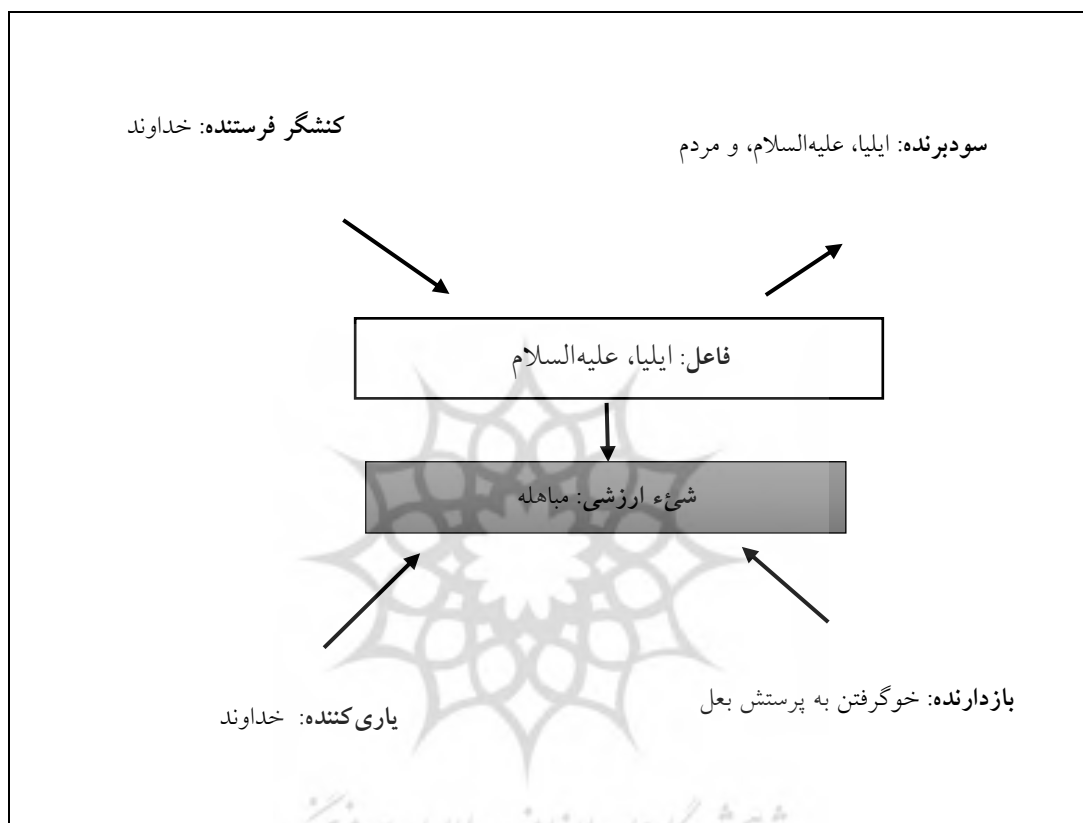 کنشگر فرستنده: خداوند
سودبرنده: ایلیا، علیه‌السلام، و مردم
فاعل: ایلیا، علیه‌السلام
شیٔء ارزشی: مباهله
بازدارنده: خوگرفتن به پرستش بعل
یاری‌کننده: خداوند